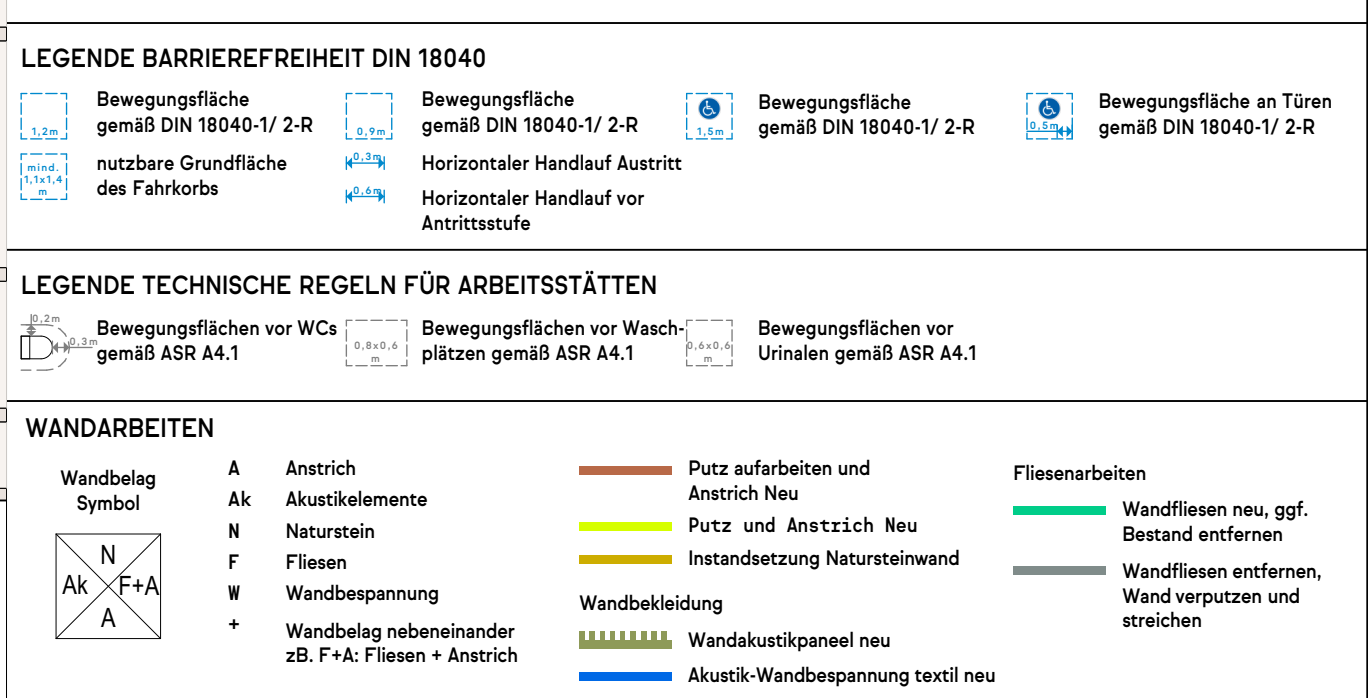 LEGENDE BARRIEREFREIHEIT DIN 18040
1,2m
Bewegungsfläche
gemäß DIN 18040-1/ 2-R
0,9m
Bewegungsfläche
gemäß DIN 18040-1/ 2-R
1,5m
Bewegungsfläche
gemäß DIN 18040-1/ 2-R
0,5m
Bewegungsfläche an Türen
gemäß DIN 18040-1/ 2-R
mind.
1,1x1,4
m
nutzbare Grundfläche
des Fahrkorbs
0,3m
Horizontaler Handlauf Austritt
0,6m
Horizontaler Handlauf vor
Antrittsstufe
LEGENDE TECHNISCHE REGELN FÜR ARBEITSSTÄTTEN
0,2m
0,3m
Bewegungsflächen vor WCs
gemäß ASR A4.1
0,8x0,6
m
Bewegungsflächen vor Wasch-
plätzen gemäß ASR A4.1
0,6x0,6
m
Bewegungsflächen vor
Urinalen gemäß ASR A4.1
WANDARBEITEN
Wandbelag
Symbol
N
Ak
F+A
A
A Anstrich
Ak Akustikelemente
N Naturstein
F Fliesen
W Wandbespannung
+ Wandbelag nebeneinander
zB. F+A: Fliesen + Anstrich
Putz aufarbeiten und
Anstrich Neu
Putz und Anstrich Neu
Instandsetzung Natursteinwand
Wandbekleidung
Wandakustikpaneel neu
Akustik-Wandbespannung textil neu
Fliesenarbeiten
Wandfliesen neu, ggf.
Bestand entfernen
Wandfliesen entfernen,
Wand verputzen und
streichen